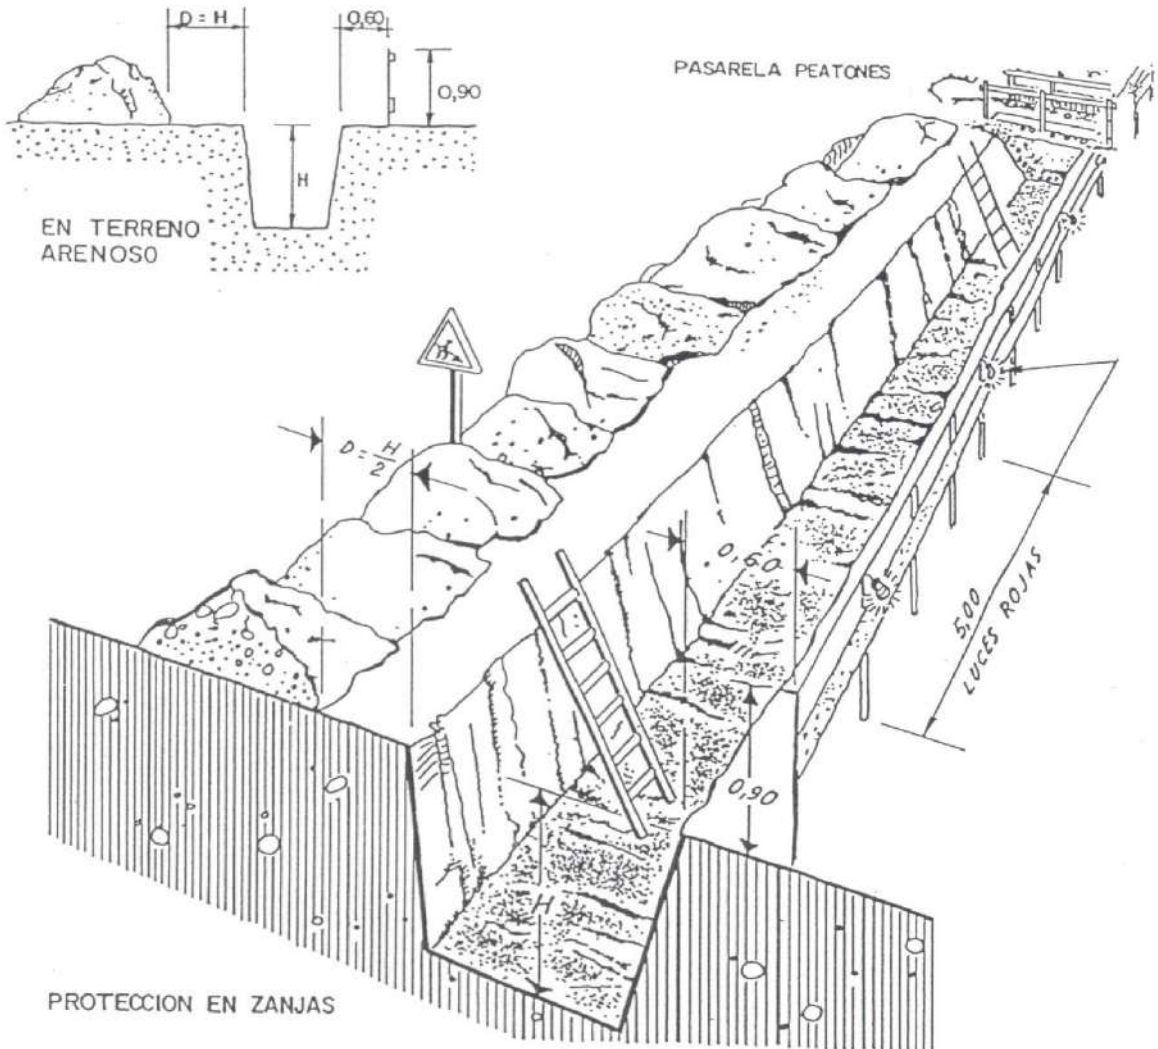 D = H
0,60
0,90
H
EN TERRENO
ARENOSO
PASARELA PEATONES
D = H/2
0,60
5,00
LUCES ROJAS
0,90
H
PROTECCION EN ZANJAS